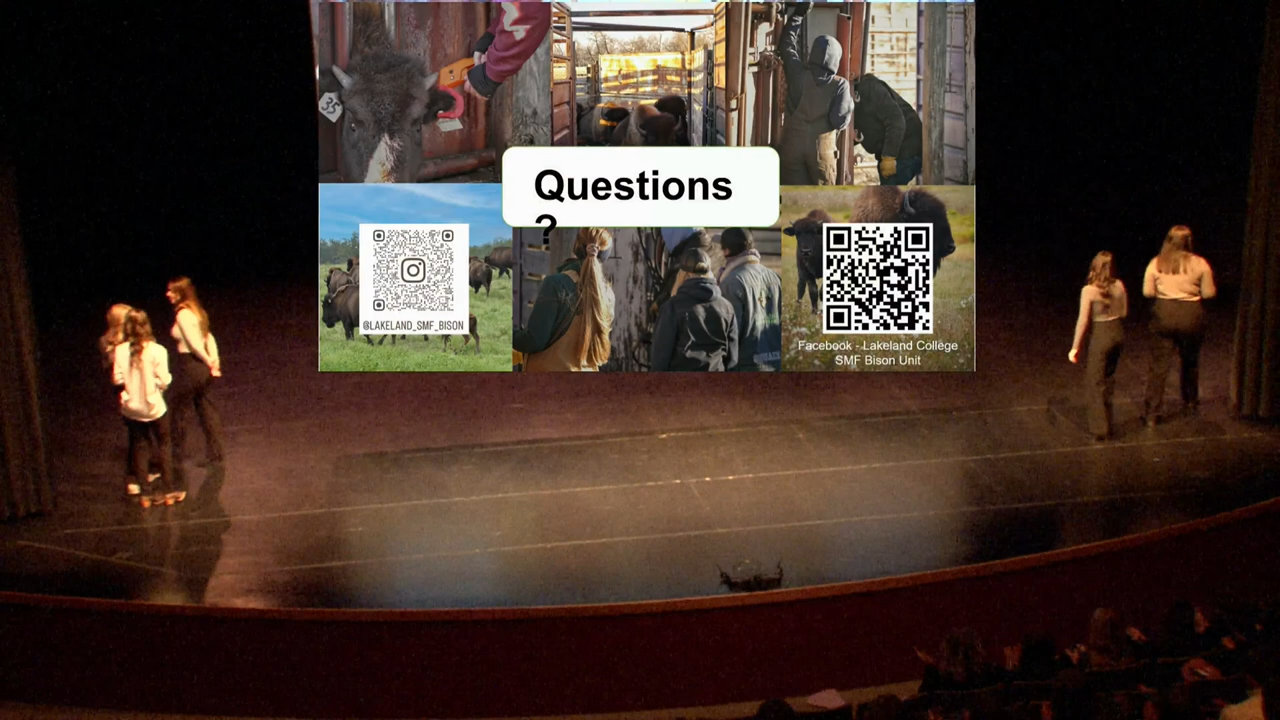 35
Questions
?
@LAKELAND_SMF_BISON
Facebook - Lakeland College
SMF Bison Unit